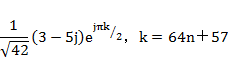 1/√42 (3 − 5j)e^(jπk/2), k = 64n+57